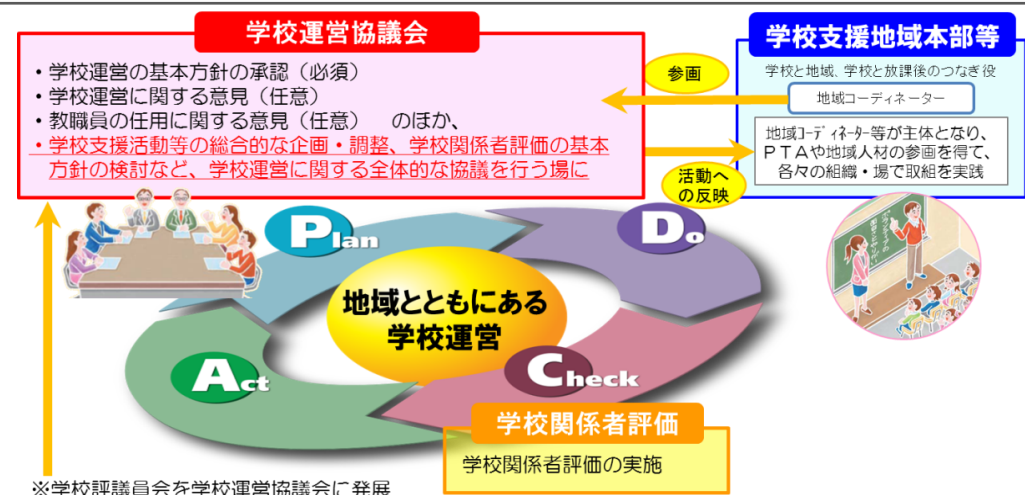 学校運営協議会
・学校運営の基本方針の承認（必須）
・学校運営に関する意見（任意）
・教職員の任用に関する意見（任意）　のほか、
・学校支援活動等の総合的な企画・調整、学校関係者評価の基本
方針の検討など、学校運営に関する全体的な協議を行う場に
参画
活動へ
の反映
学校支援地域本部等
学校と地域、学校と放課後のつなぎ役
地域コーディネーター
地域ｺｰﾃﾞｨﾈｰﾀｰ等が主体となり、
ＰＴＡや地域人材の参画を得て、
各々の組織・場で取組を実践
Plan
Do
地域とともにある
学校運営
Act
Check
学校関係者評価
学校関係者評価の実施
※学校評議員会を学校運営協議会に発展